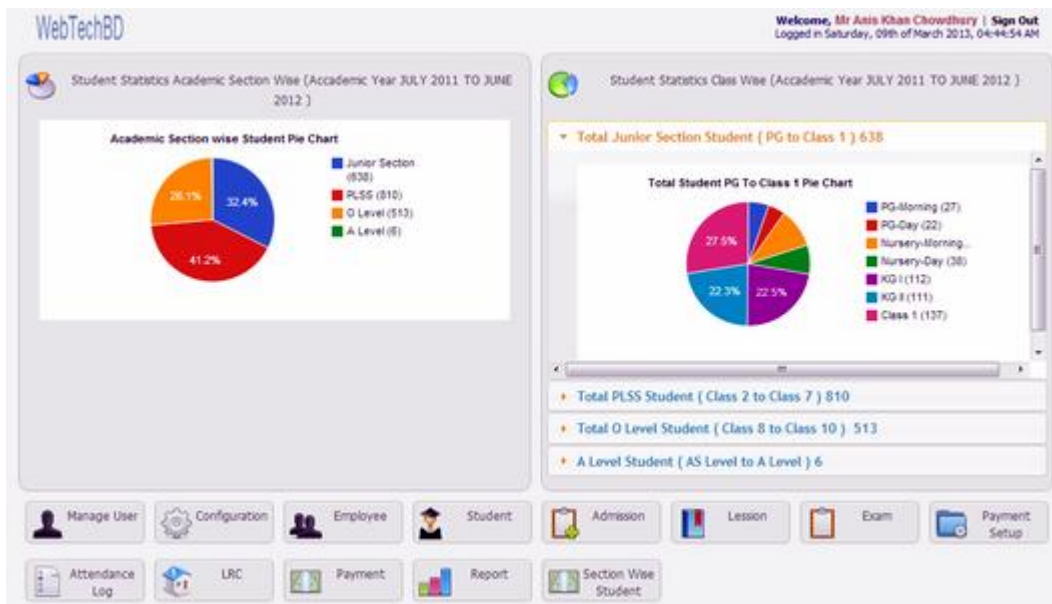 WebTechBD
Welcome, Mr Anis Khan Chowdhury | Sign Out
Logged in Saturday, 09th of March 2013, 04:44:54 AM
Student Statistics Academic Section Wise (Accademic Year JULY 2011 TO JUNE
2012 )
Academic Section wise Student Pie Chart
26.1%
32.4%
41.2%
Junior Section
(638)
PLSS (810)
O Level (513)
A Level (6)
Student Statistics Class Wise (Accademic Year JULY 2011 TO JUNE 2012 )
Total Junior Section Student ( PG to Class 1 ) 638
Total Student PG To Class 1 Pie Chart
27.5%
22.3%
22.5%
PG-Morning (27)
PG-Day (22)
Nursery-Morning...
Nursery-Day (38)
KG I (112)
KG II (111)
Class 1 (137)
Total PLSS Student ( Class 2 to Class 7 ) 810
Total O Level Student ( Class 8 to Class 10 ) 513
A Level Student ( AS Level to A Level ) 6
Manage User
Configuration
Employee
Student
Admission
Lession
Exam
Payment
Setup
Attendance
Log
LRC
Payment
Report
Section Wise
Student